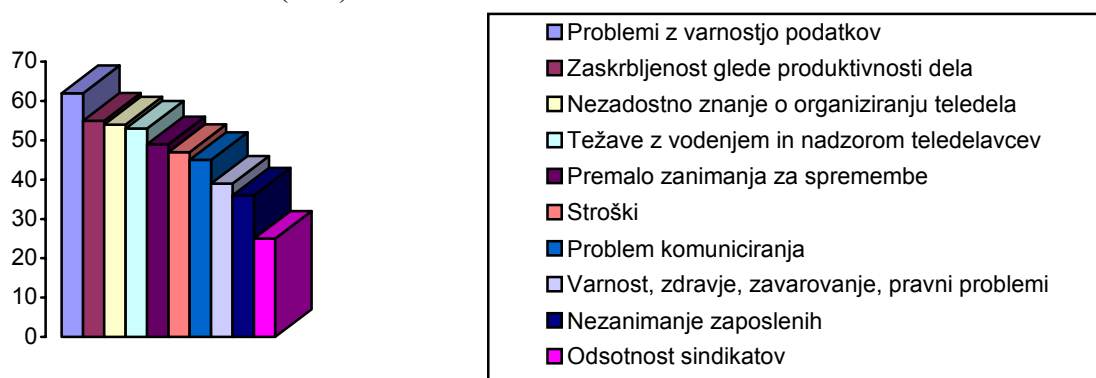 70
60
50
40
30
20
10
0
Problemi z varnostjo podatkov
Zaskrbljenost glede produktivnosti dela
Nezadostno znanje o organiziranju teledela
Težave z vodenjem in nadzorom teledelavcev
Premalo zanimanja za spremembe
Stroški
Problem komuniciranja
Varnost, zdravje, zavarovanje, pravni problemi
Nezanimanje zaposlenih
Odsotnost sindikatov